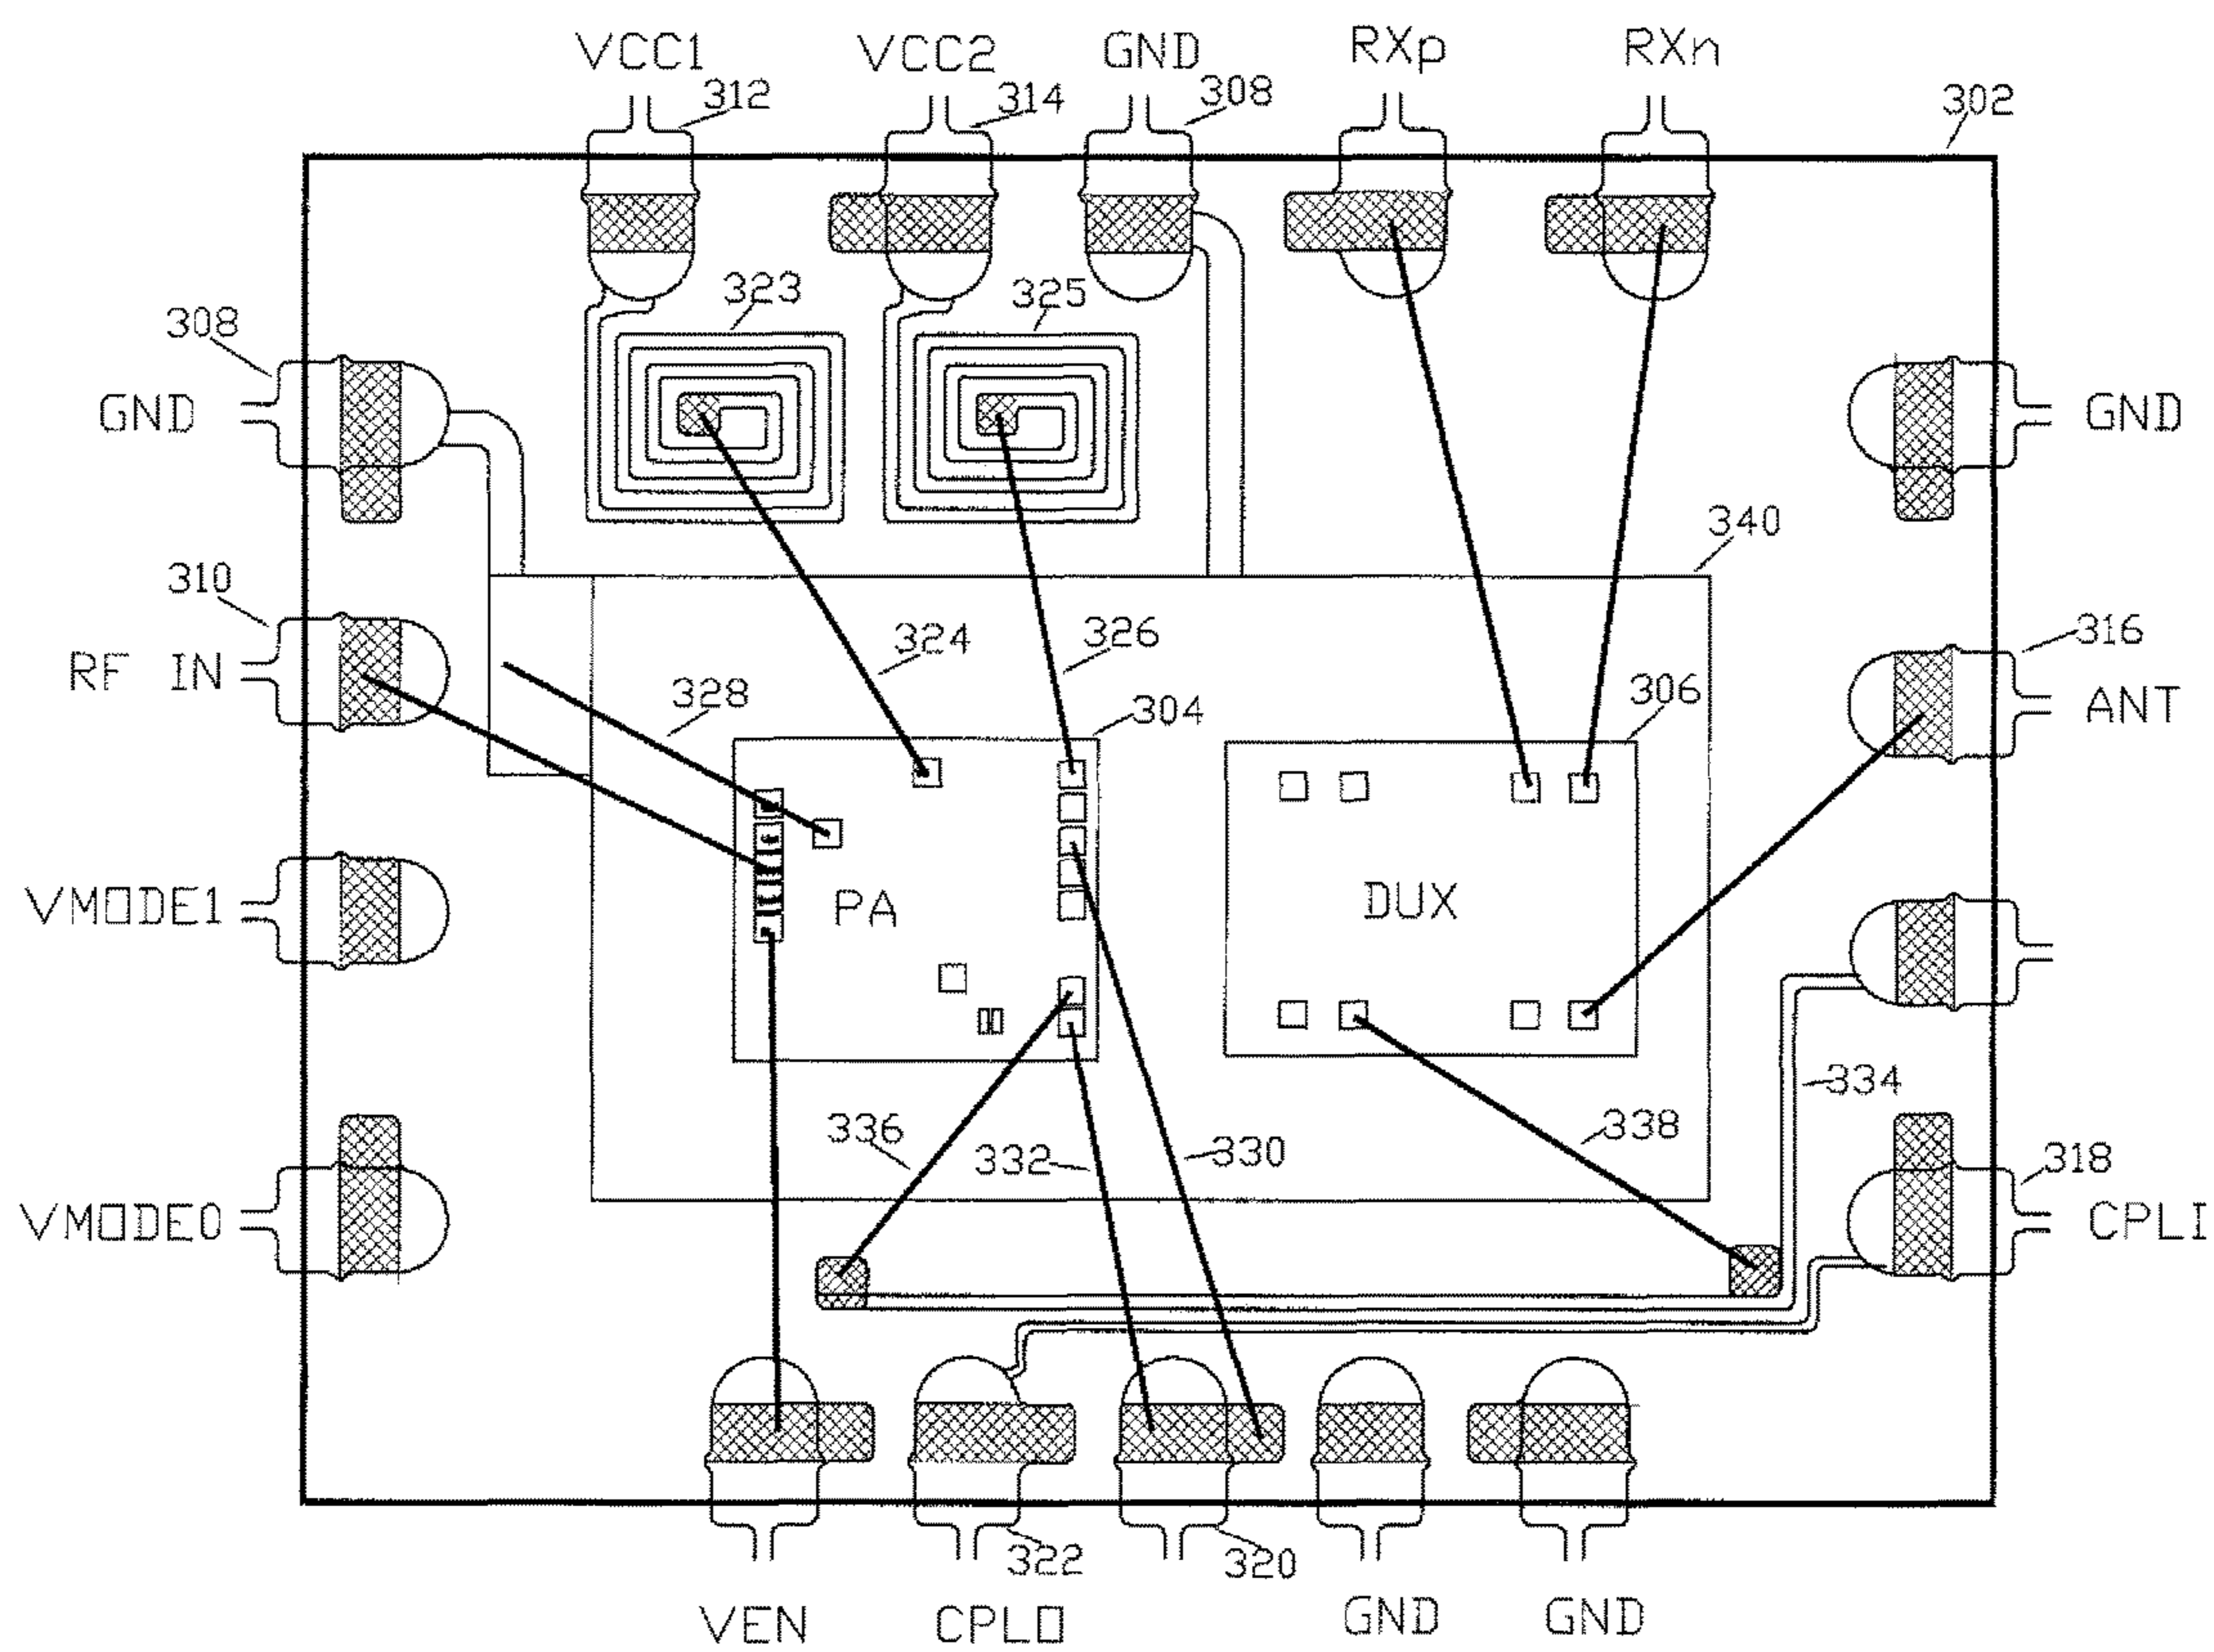 VCC1
VCC2
GND
RXp
RXn
312
314
308
302
323
325
308
GND
GND
340
310
RF IN
324
326
316
ANT
328
304
306
VMODE1
PA
DUX
334
336
332
330
338
318
VMODE0
CPLI
322
320
VEN
CPLO
GND
GND